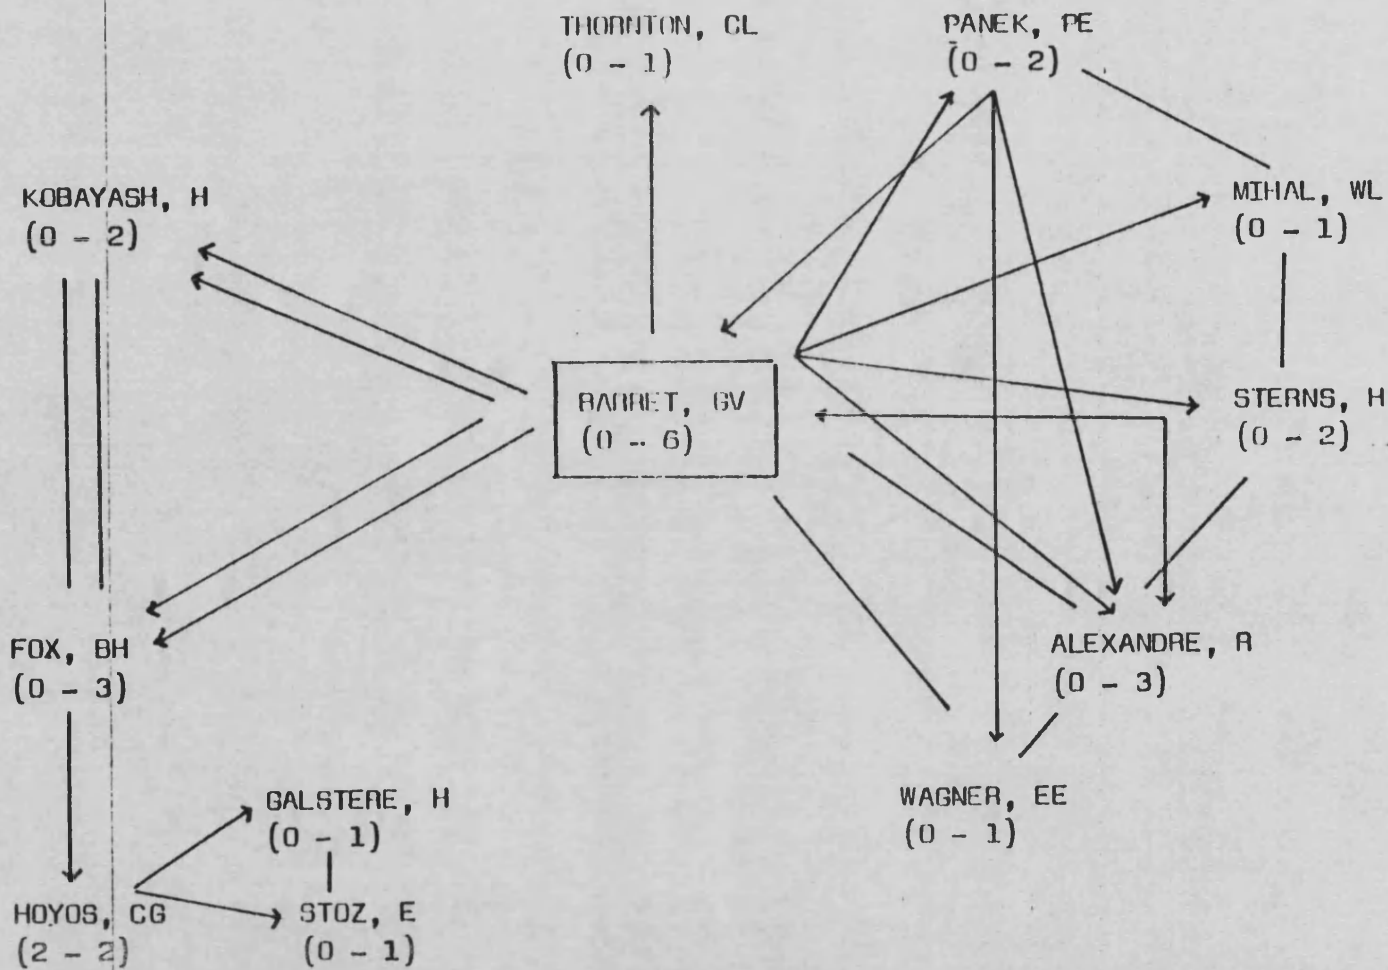 THORNTON, CL
(0 - 1)
PANEK, PE
(0 - 2)
KOBAYASH, H
(0 - 2)
MIHAL, WL
(0 - 1)
BARRET, GV
(0 - 6)
STERNS, H
(0 - 2)
FOX, BH
(0 - 3)
ALEXANDRE, R
(0 - 3)
GALSTERE, H
(0 - 1)
WAGNER, EE
(0 - 1)
HOYOS, CG
(2 - 2)
STOZ, E
(0 - 1)